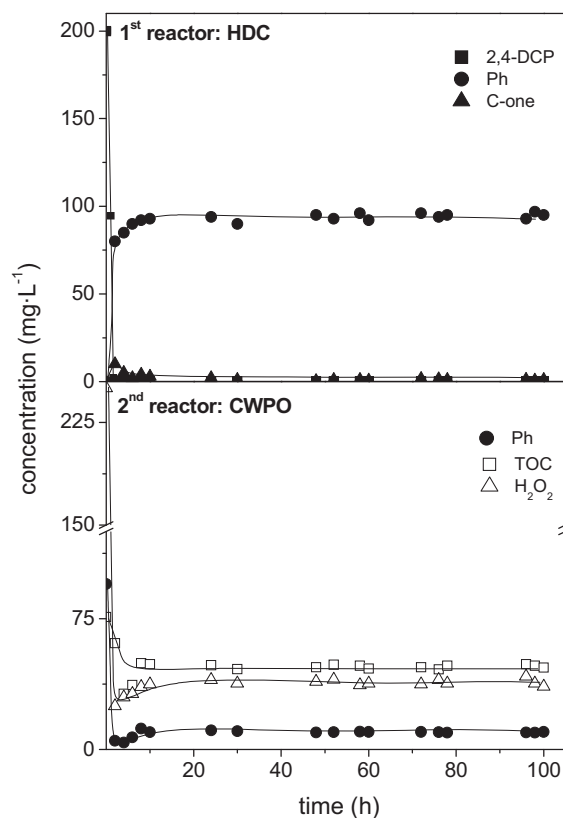 200
1st reactor: HDC
2,4-DCP
Ph
C-one
150
100
50
0
2nd reactor: CWPO
225
Ph
TOC
H2O2
150
75
0
concentration (mg·L-1)
0 20 40 60 80 100
time (h)